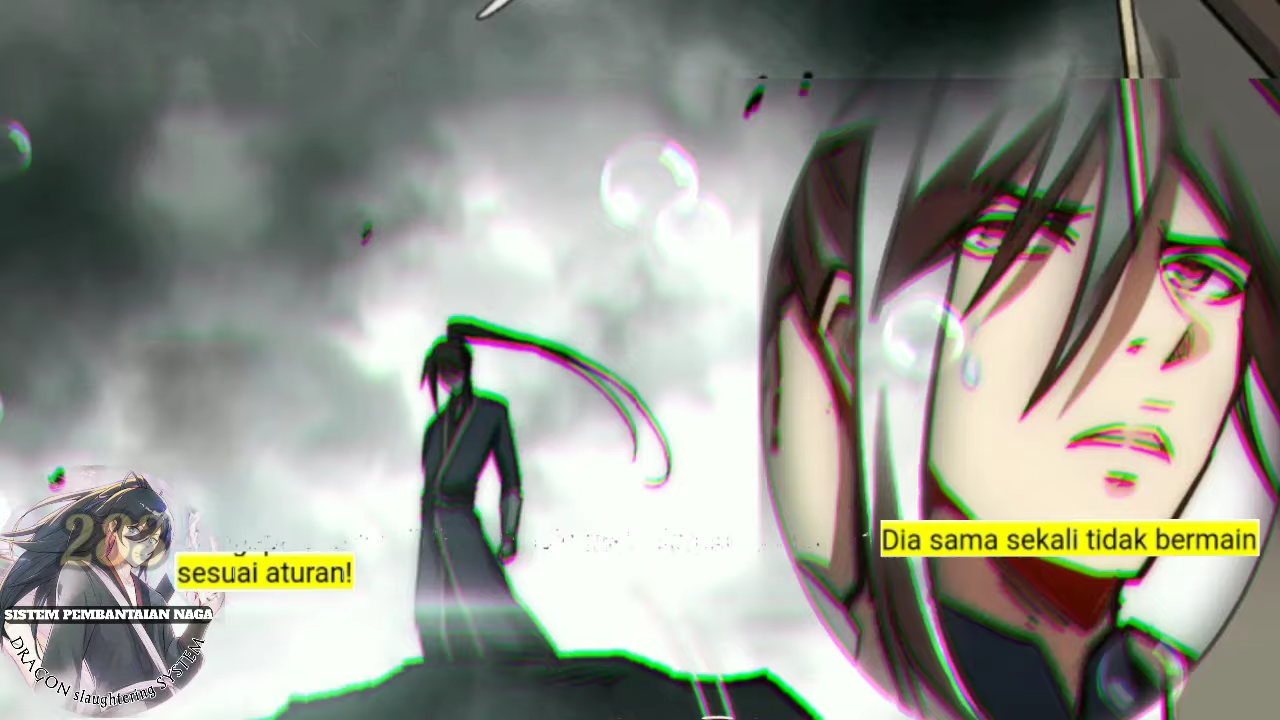 Dia sama sekali tidak bermain
sesuai aturan!
SISTEM PEMBANTAIAN NAGA
DRAGON slaughtering SYSTEM